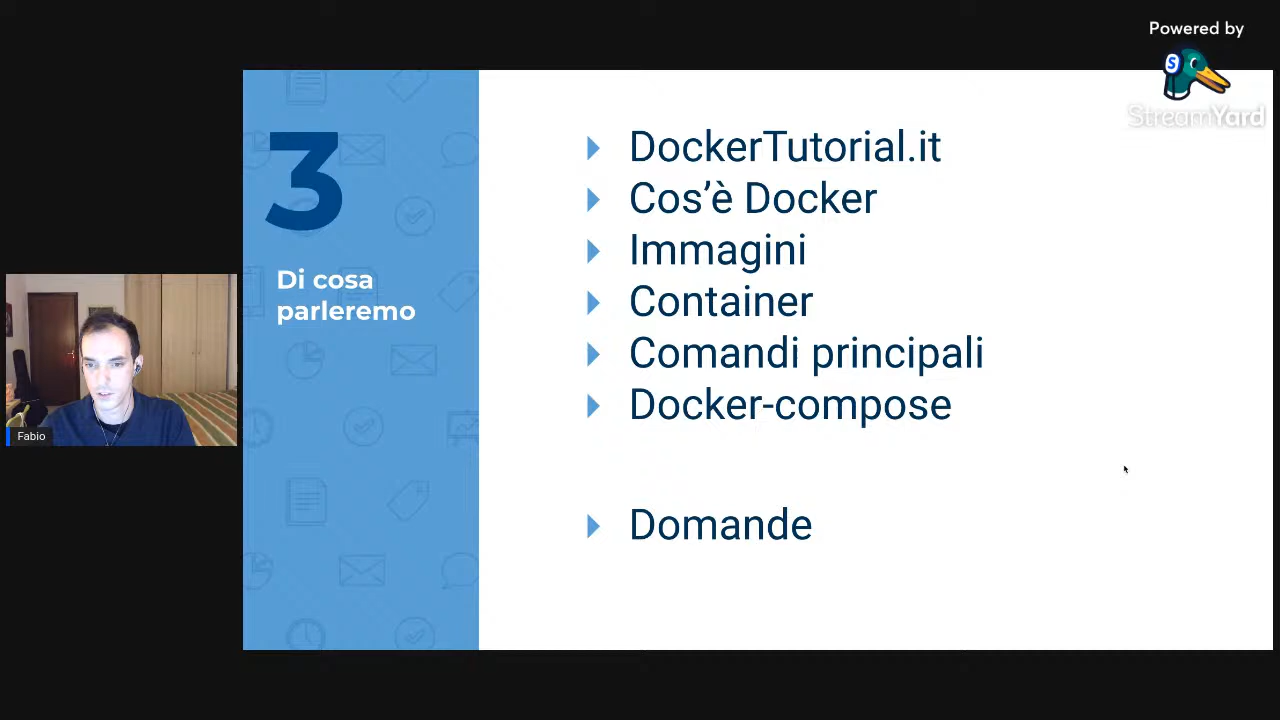 Powered by
StreamYard
3
Di cosa
parleremo
DockerTutorial.it
Cos’è Docker
Immagini
Container
Comandi principali
Docker-compose
Domande
Fabio